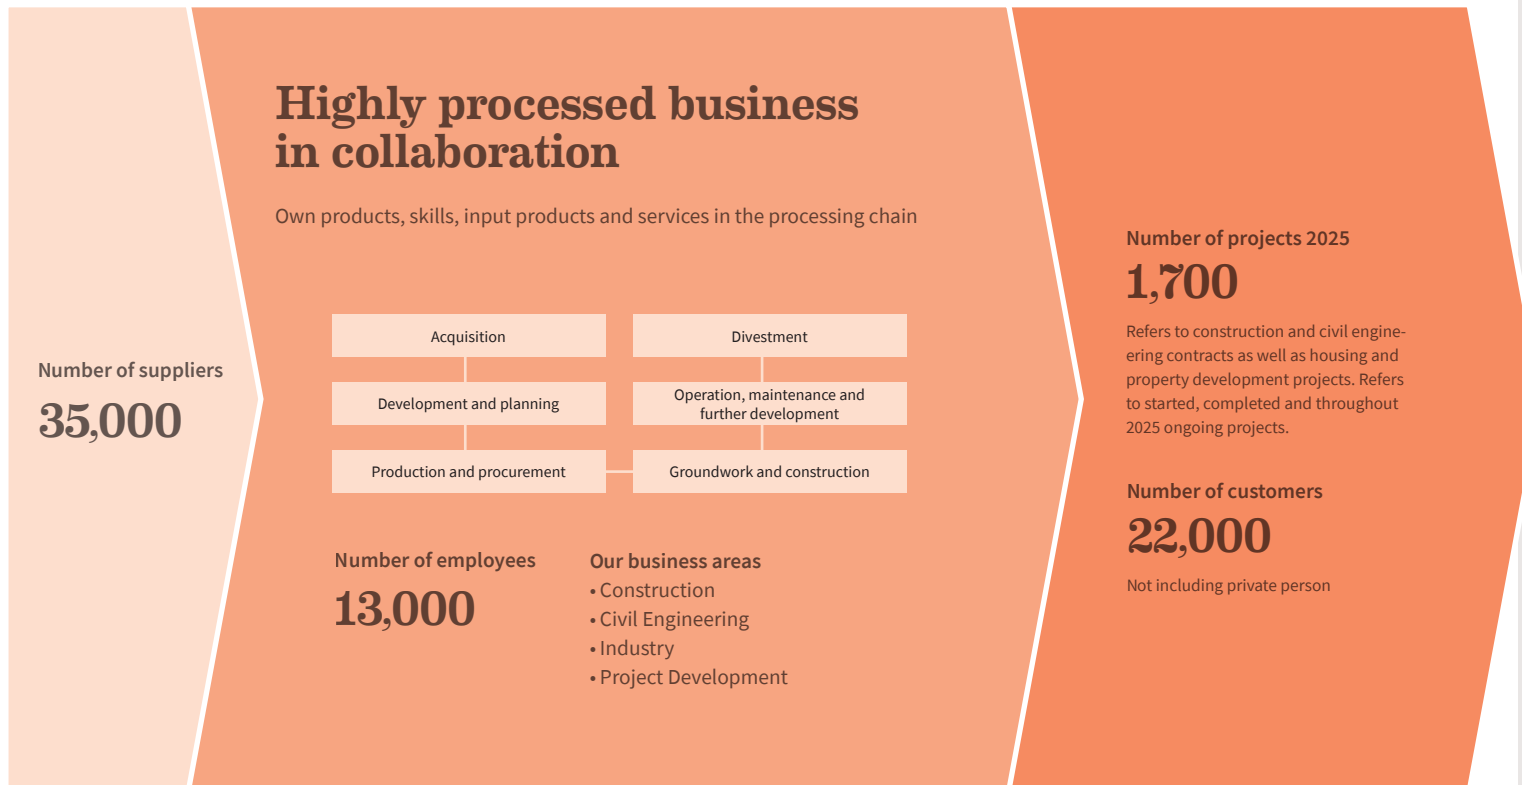 Number of suppliers
35,000
Highly processed business
in collaboration
Own products, skills, input products and services in the processing chain
Acquisition
Development and planning
Production and procurement
Divestment
Operation, maintenance and
further development
Groundwork and construction
Number of employees
13,000
Our business areas
• Construction
• Civil Engineering
• Industry
• Project Development
Number of projects 2025
1,700
Refers to construction and civil engine-
ering contracts as well as housing and
property development projects. Refers
to started, completed and throughout
2025 ongoing projects.
Number of customers
22,000
Not including private person